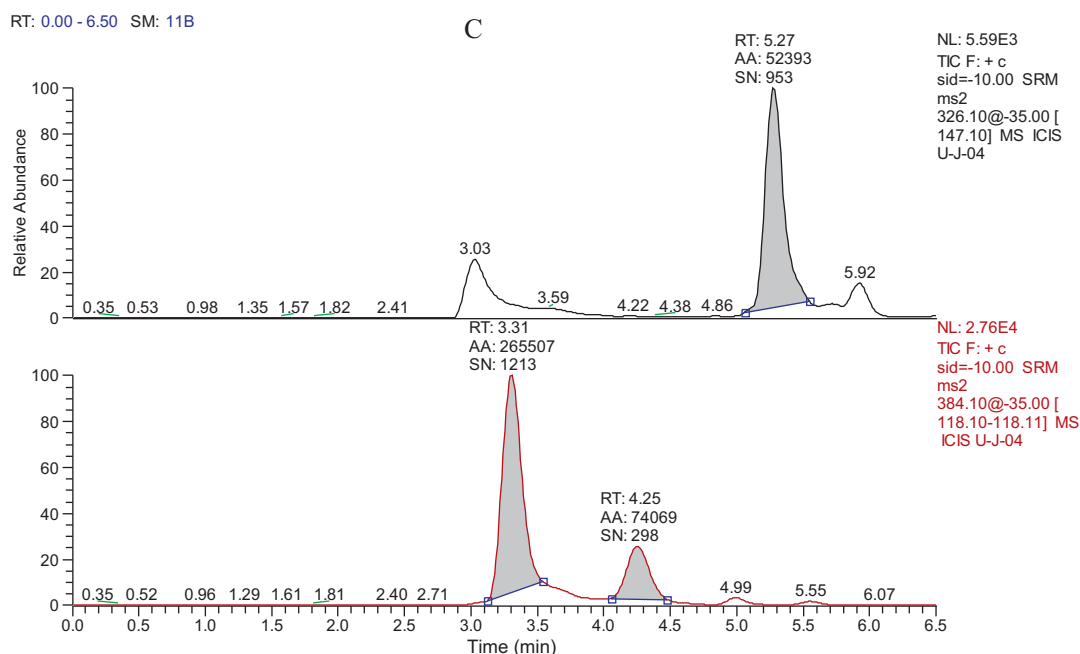 RT: 0.00 - 6.50 SM: 11B
C
RT: 5.27
AA: 52393
SN: 953
NL: 5.59E3
TIC F: + c
sid=-10.00 SRM
ms2
326.10@-35.00 [
147.10] MS ICIS
U-J-04
Relative Abundance
100
80
60
40
20
0
0.35 0.53 0.98 1.35 1.57 1.82 2.41 3.03 3.59 4.22 4.38 4.86 5.92
RT: 3.31
AA: 265507
SN: 1213
NL: 2.76E4
TIC F: + c
sid=-10.00 SRM
ms2
384.10@-35.00 [
118.10-118.11] MS
ICIS U-J-04
RT: 4.25
AA: 74069
SN: 298
100
80
60
40
20
0
0.35 0.52 0.96 1.29 1.61 1.81 2.40 2.71 4.99 5.55 6.07
0.0 0.5 1.0 1.5 2.0 2.5 3.0 3.5 4.0 4.5 5.0 5.5 6.0 6.5
Time (min)